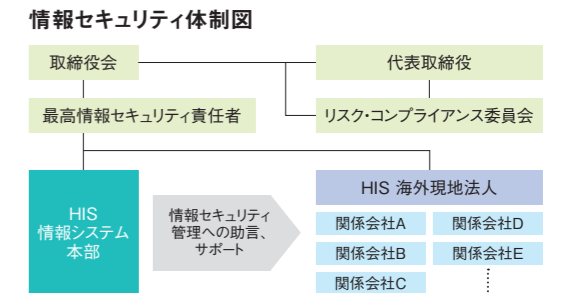 情報セキュリティ体制図
取締役会
代表取締役
最高情報セキュリティ責任者
リスク・コンプライアンス委員会
HIS
情報システム
本部
情報セキュリティ
管理への助言、
サポート
HIS 海外現地法人
関係会社A
関係会社D
関係会社B
関係会社E
関係会社C